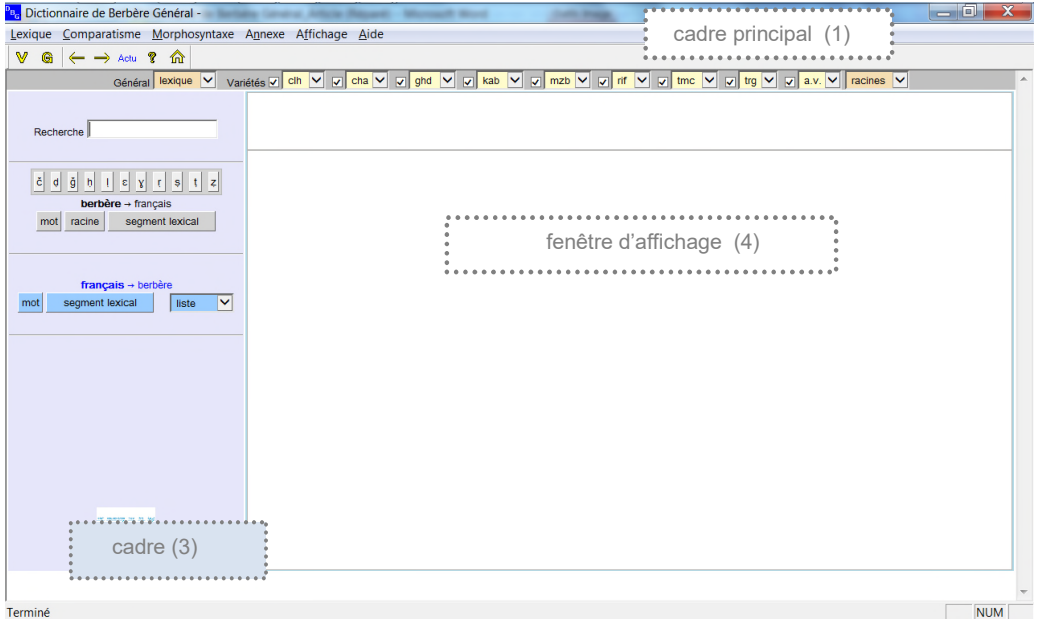 Dictionnaire de Berbère Général -
cadre principal (1)
Lexique Comparatisme Morphosyntaxe Annexe Affichage Aide
V G Actu ?
Général lexique Variétés clh cha ghd kab mzb rif tmc trg a.v. racines
Recherche
č ḍ ǧ ḥ ḷ ε ɣ ṛ ṣ ṭ ẓ
berbère → français
mot racine segment lexical
fenêtre d'affichage (4)
français → berbère
mot segment lexical liste
cadre (3)
Terminé NUM